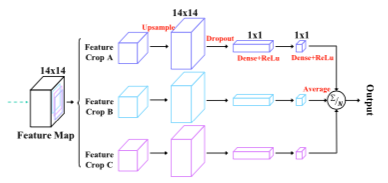 14x14
Feature Map
Feature
Crop A
Upsample
14x14
Dropout
1x1
Dense+ReLu
1x1
Dense+ReLu
Feature
Crop B
Average
Σ/N
Output
Feature
Crop C